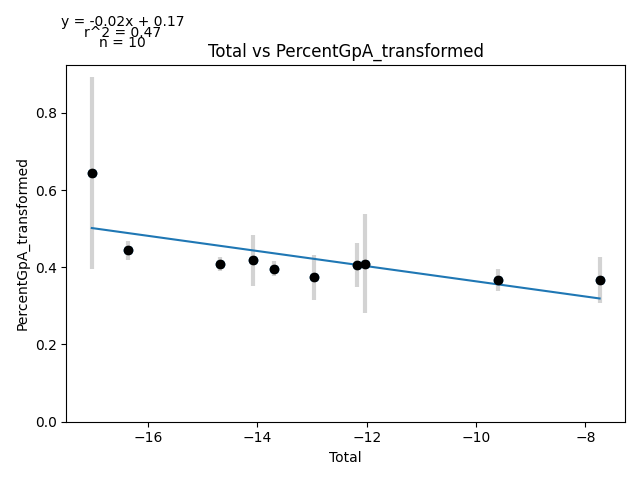 y = -0.02x + 0.17
r^2 = 0.47
n = 10
Total vs PercentGpA_transformed
PercentGpA_transformed
0.8
0.6
0.4
0.2
0.0
−16
−14
−12
−10
−8
Total